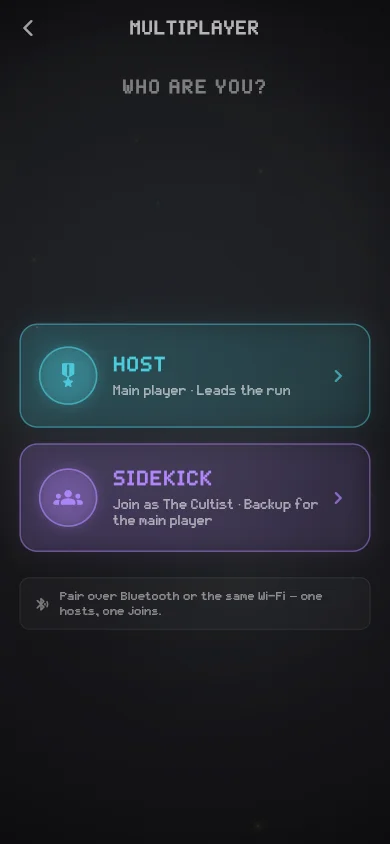 MULTIPLAYER
WHO ARE YOU?
HOST
Main player · Leads the run
SIDEKICK
Join as The Cultist · Backup for
the main player
Pair over Bluetooth or the same Wi-Fi — one
hosts, one joins.